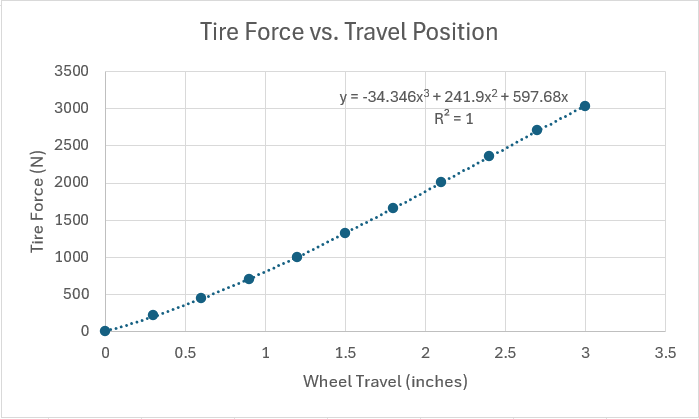 Tire Force vs. Travel Position
3500
3000
2500
2000
1500
1000
500
0
y = -34.346x³ + 241.9x² + 597.68x
R² = 1
Tire Force (N)
0 0.5 1 1.5 2 2.5 3 3.5
Wheel Travel (inches)